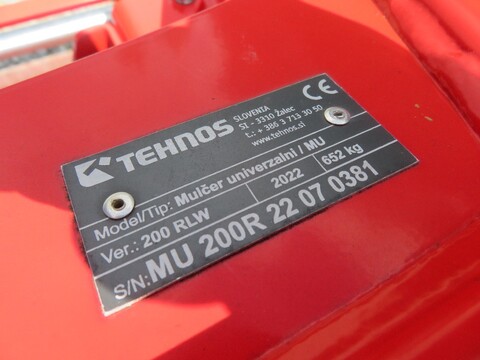 TEHNOS
SLOVENIA
SI - 3310 Žalec
t.: + 386 3 713 30 50
www.tehnos.si
CE
Model/Tip: Mulčer univerzalni / MU
Ver.: 200 RLW 2022 652 kg
S/N: MU 200R 22 07 0381